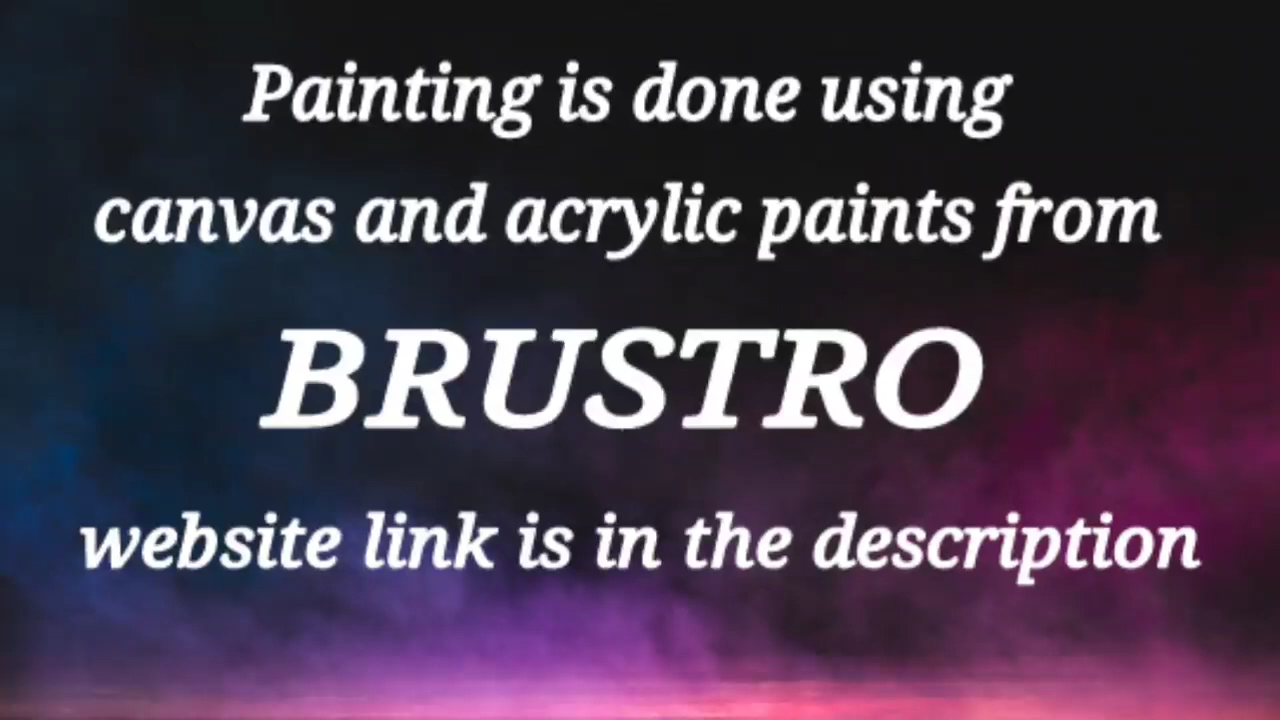 Painting is done using
canvas and acrylic paints from
BRUSTRO
website link is in the description